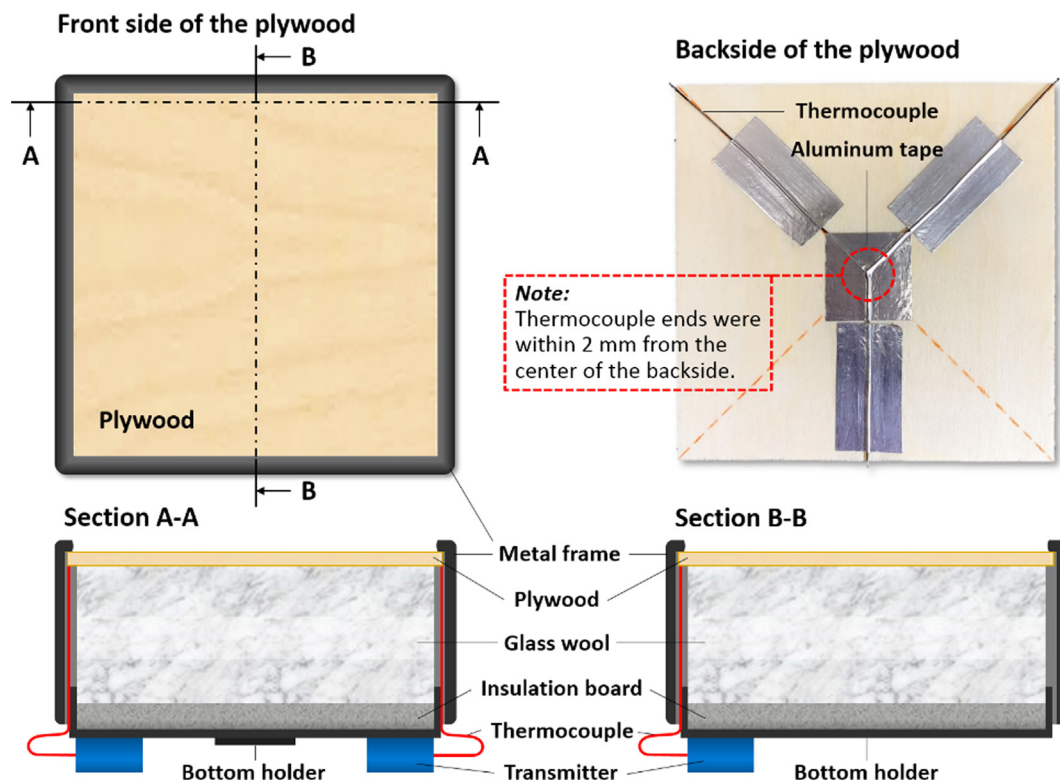 Front side of the plywood
B
A
A
Plywood
B
Backside of the plywood
Thermocouple
Aluminum tape
Note:
Thermocouple ends were
within 2 mm from the
center of the backside.
Section A-A
Section B-B
Metal frame
Plywood
Glass wool
Insulation board
Thermocouple
Transmitter
Bottom holder
Bottom holder